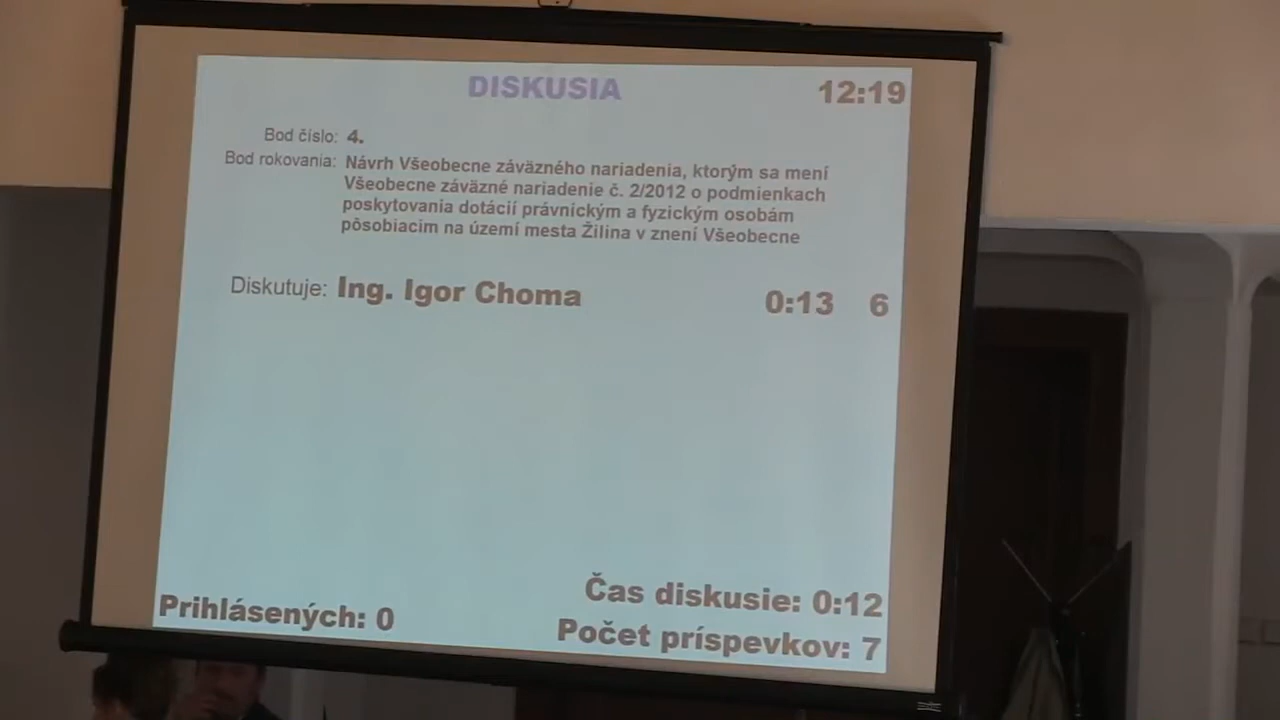 DISKUSIA 12:19
Bod číslo: 4.
Bod rokovania: Návrh Všeobecne záväzného nariadenia, ktorým sa mení
Všeobecne záväzné nariadenie č. 2/2012 o podmienkach
poskytovania dotácií právnickým a fyzickým osobám
pôsobiacim na území mesta Žilina v znení Všeobecne
Diskutuje: Ing. Igor Choma 0:13 6
Čas diskusie: 0:12
Prihlásených: 0
Počet príspevkov: 7